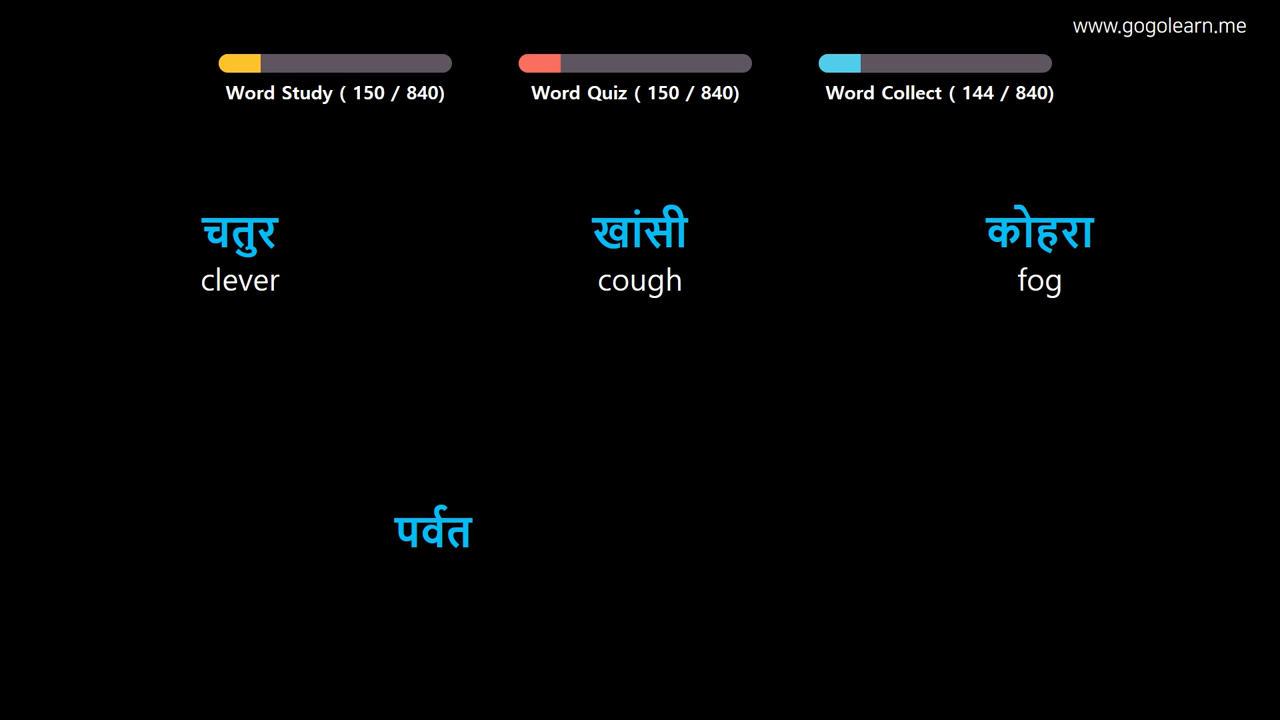 www.gogolearn.me
Word Study ( 150 / 840)
Word Quiz ( 150 / 840)
Word Collect ( 144 / 840)
चतुर
clever
खांसी
cough
कोहरा
fog
पर्वत